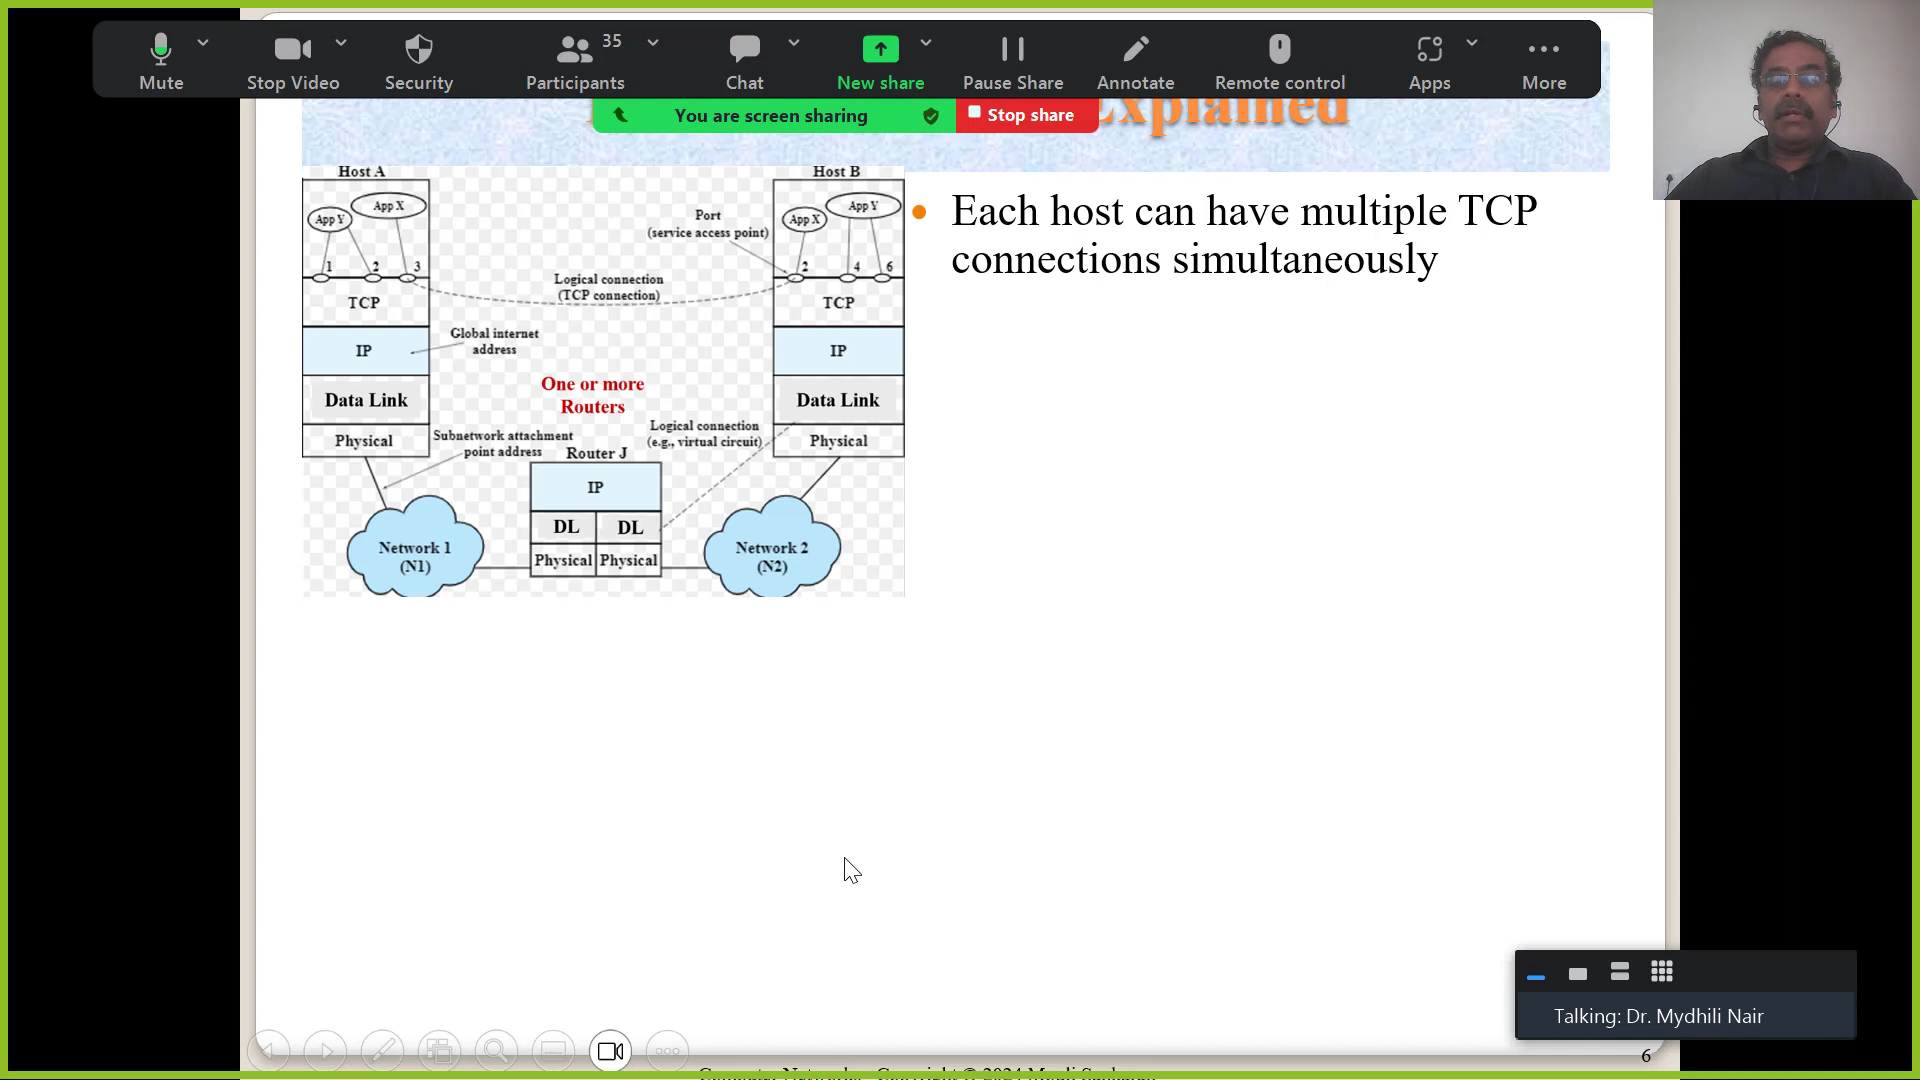 35
Mute
Stop Video
Security
Participants
Chat
New share
Pause Share
Annotate
Remote control
Apps
More
You are screen sharing
Stop share
Explained
Host A
App Y
App X
1
2
3
TCP
IP
Data Link
Physical
Port
(service access point)
Logical connection
(TCP connection)
Global internet
address
One or more
Routers
Subnetwork attachment
point address
Logical connection
(e.g., virtual circuit)
Router J
IP
DL
DL
Physical
Physical
Network 1
(N1)
Network 2
(N2)
Host B
App X
App Y
2
4
6
TCP
IP
Data Link
Physical
Each host can have multiple TCP
connections simultaneously
Talking: Dr. Mydhili Nair
6